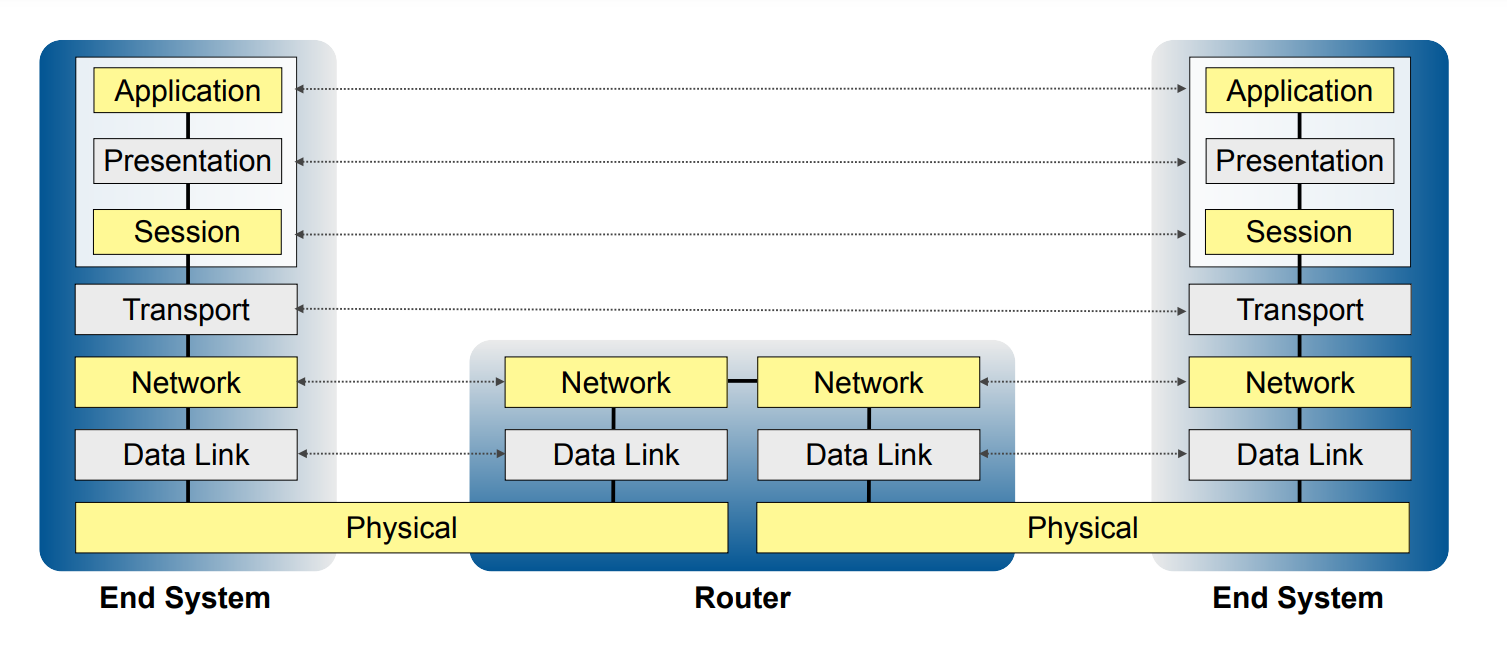 Application
Application
Presentation
Presentation
Session
Session
Transport
Transport
Network
Network
Network
Network
Data Link
Data Link
Data Link
Data Link
Physical
Physical
End System
Router
End System